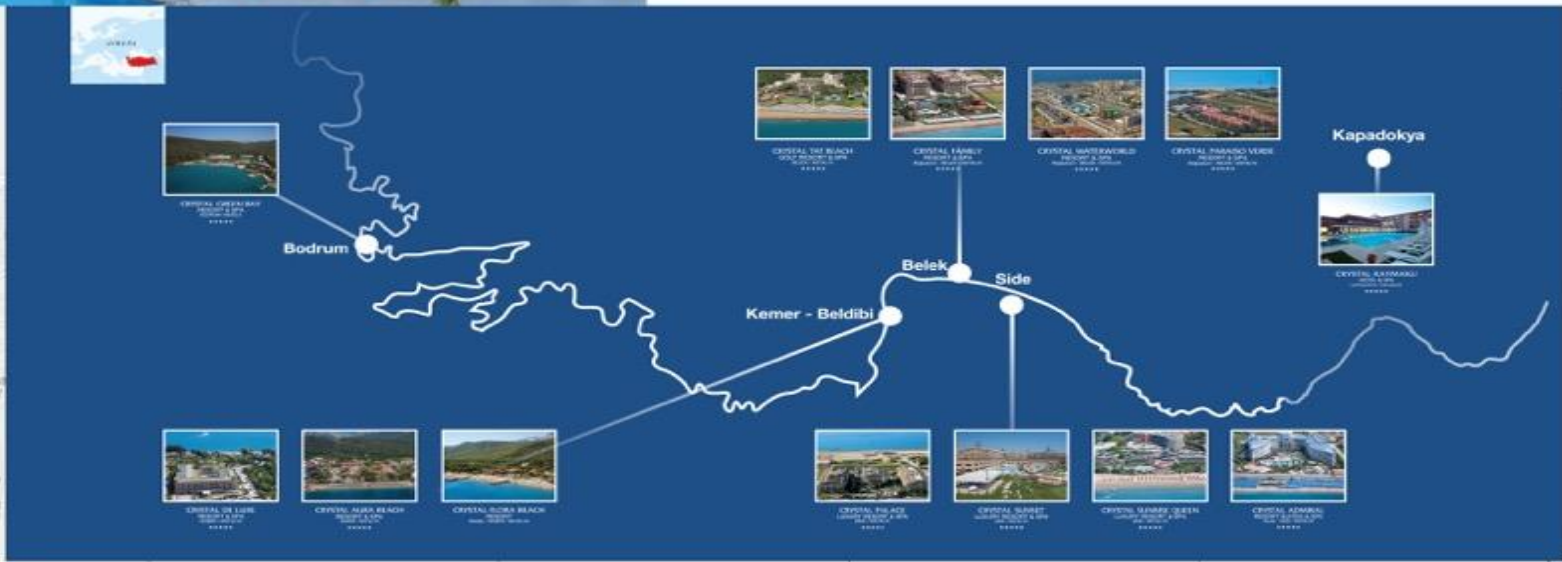 CRYSTAL TAT BEACH
GOLF RESORT & SPA
CRYSTAL FAMILY
RESORT & SPA
CRYSTAL WATERWORLD
RESORT & SPA
CRYSTAL PARAISO VERDE
RESORT & SPA
Kapadokya
CRYSTAL GREEN BAY
RESORT & SPA
Bodrum
Belek
Side
CRYSTAL KAYMAKLI
HOTEL & SPA
Kemer - Beldibi
CRYSTAL DE LUXE
RESORT & SPA
CRYSTAL AURA BEACH
RESORT & SPA
CRYSTAL FLORA BEACH
RESORT
CRYSTAL PALACE
LUXURY RESORT & SPA
CRYSTAL SUNSET
LUXURY RESORT & SPA
CRYSTAL SUNRISE QUEEN
LUXURY RESORT & SPA
CRYSTAL ADMIRAL
RESORT SUITES & SPA